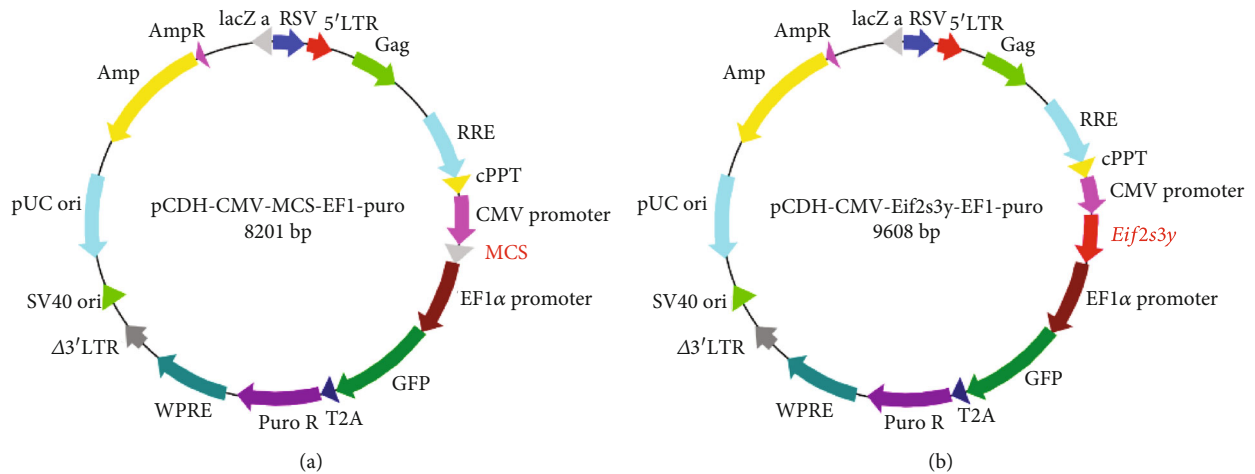 lacZ a
RSV
5′LTR
Gag
RRE
cPPT
CMV promoter
MCS
EF1α promoter
GFP
T2A
Puro R
WPRE
Δ3′LTR
SV40 ori
pUC ori
Amp
AmpR
pCDH-CMV-MCS-EF1-puro
8201 bp
(a)
lacZ a
RSV
5′LTR
Gag
RRE
cPPT
CMV promoter
Eif2s3y
EF1α promoter
GFP
T2A
Puro R
WPRE
Δ3′LTR
SV40 ori
pUC ori
Amp
AmpR
pCDH-CMV-Eif2s3y-EF1-puro
9608 bp
(b)